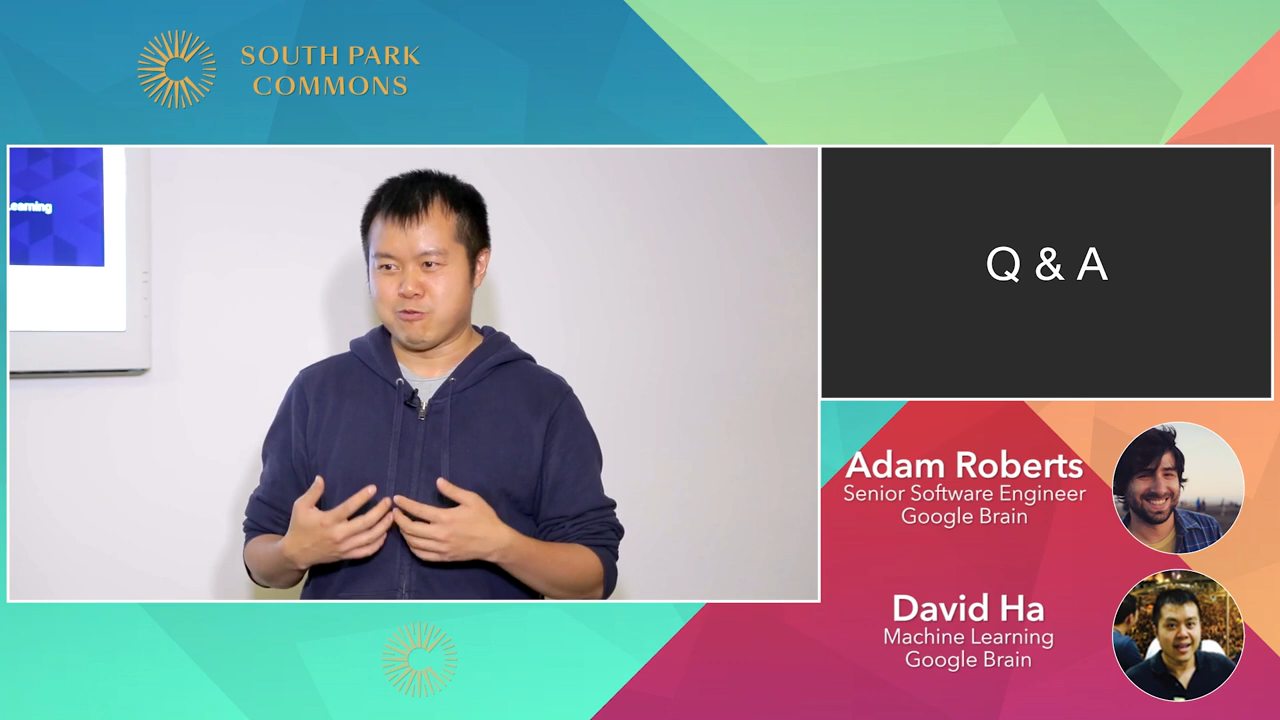 SOUTH PARK
COMMONS
Learning
Q & A
Adam Roberts
Senior Software Engineer
Google Brain
David Ha
Machine Learning
Google Brain